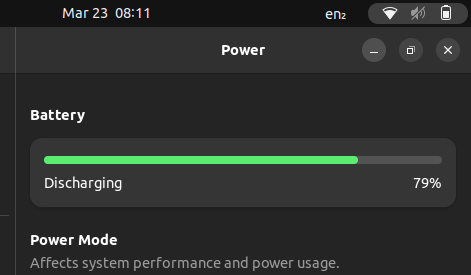 Mar 23 08:11
en₂
Power
Battery
Discharging 79%
Power Mode
Affects system performance and power usage.